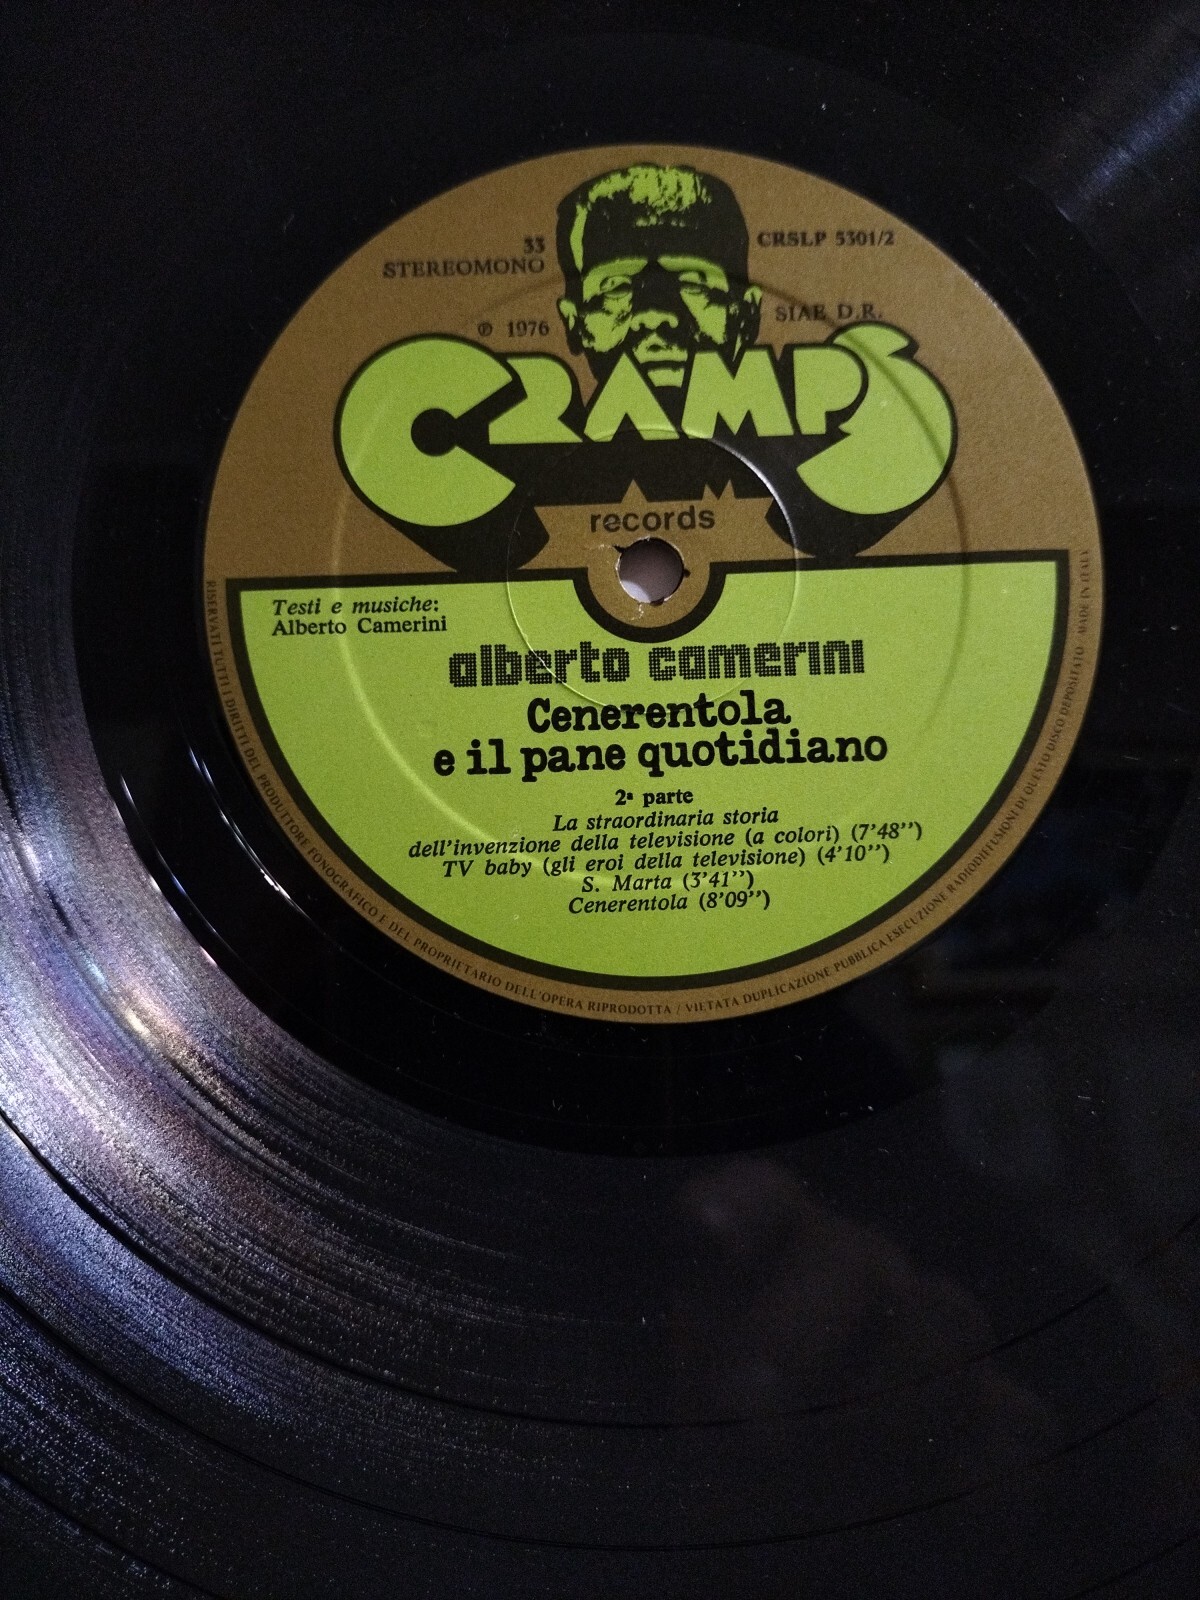 33
STEREOMONO
℗ 1976
CRSLP 5301/2
SIAE D.R.
CRAMPS
records
Testi e musiche:
Alberto Camerini
alberto camerini
Cenerentola
e il pane quotidiano
2ª parte
La straordinaria storia
dell'invenzione della televisione (a colori) (7'48'')
TV baby (gli eroi della televisione) (4'10'')
S. Marta (3'41'')
Cenerentola (8'09'')
RISERVATI TUTTI I DIRITTI DEL PRODUTTORE FONOGRAFICO E DEL PROPRIETARIO DELL'OPERA RIPRODOTTA / VIETATA DUPLICAZIONE PUBBLICA ESECUZIONE RADIODIFFUSIONE DI QUESTO DISCO DEPOSITATO / MADE IN ITALY